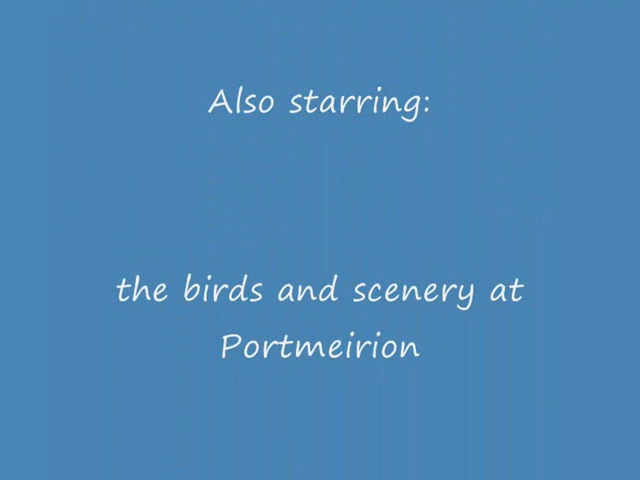 Also starring:
the birds and scenery at
Portmeirion